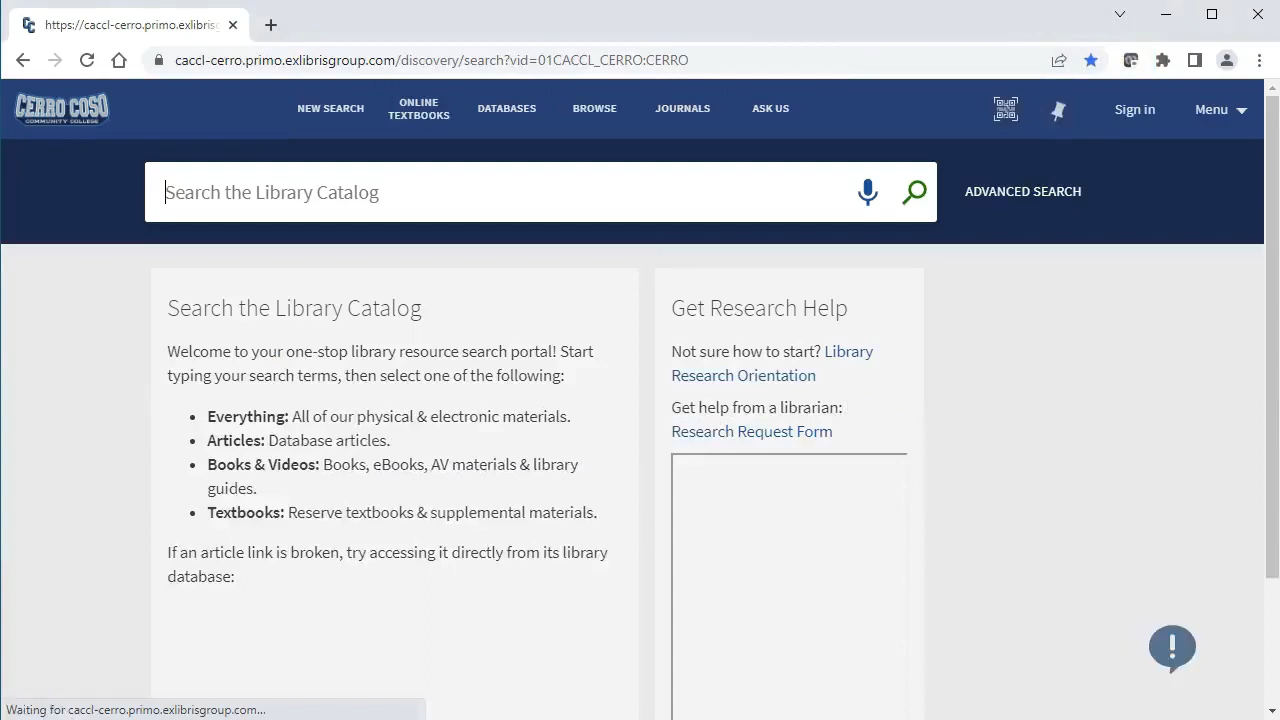 https://caccl-cerro.primo.exlibris
caccl-cerro.primo.exlibrisgroup.com/discovery/search?vid=01CACCL_CERRO:CERRO
CERRO COSO
COMMUNITY COLLEGE
NEW SEARCH
ONLINE
TEXTBOOKS
DATABASES
BROWSE
JOURNALS
ASK US
Sign in
Menu
Search the Library Catalog
ADVANCED SEARCH
Search the Library Catalog
Welcome to your one-stop library resource search portal! Start
typing your search terms, then select one of the following:
• Everything: All of our physical & electronic materials.
• Articles: Database articles.
• Books & Videos: Books, eBooks, AV materials & library
guides.
• Textbooks: Reserve textbooks & supplemental materials.
If an article link is broken, try accessing it directly from its library
database:
Get Research Help
Not sure how to start? Library
Research Orientation
Get help from a librarian:
Research Request Form
Waiting for caccl-cerro.primo.exlibrisgroup.com...